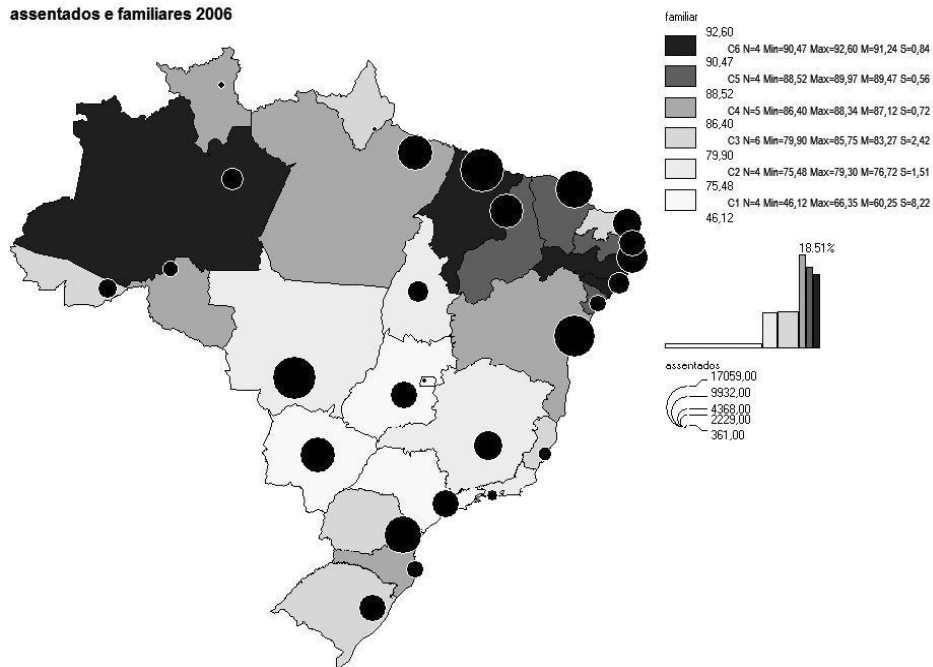 assentados e familiares 2006
familiar
92,60
C6 N=4 Min=90,47 Max=92,60 M=91,24 S=0,84
90,47
C5 N=4 Min=88,52 Max=89,97 M=89,47 S=0,56
88,52
C4 N=5 Min=86,40 Max=88,34 M=87,12 S=0,72
86,40
C3 N=6 Min=79,90 Max=85,75 M=83,27 S=2,42
79,90
C2 N=4 Min=75,48 Max=79,30 M=76,72 S=1,51
75,48
C1 N=4 Min=46,12 Max=66,35 M=60,25 S=8,22
46,12
18.51%
assentados
17059,00
9932,00
4368,00
2229,00
361,00